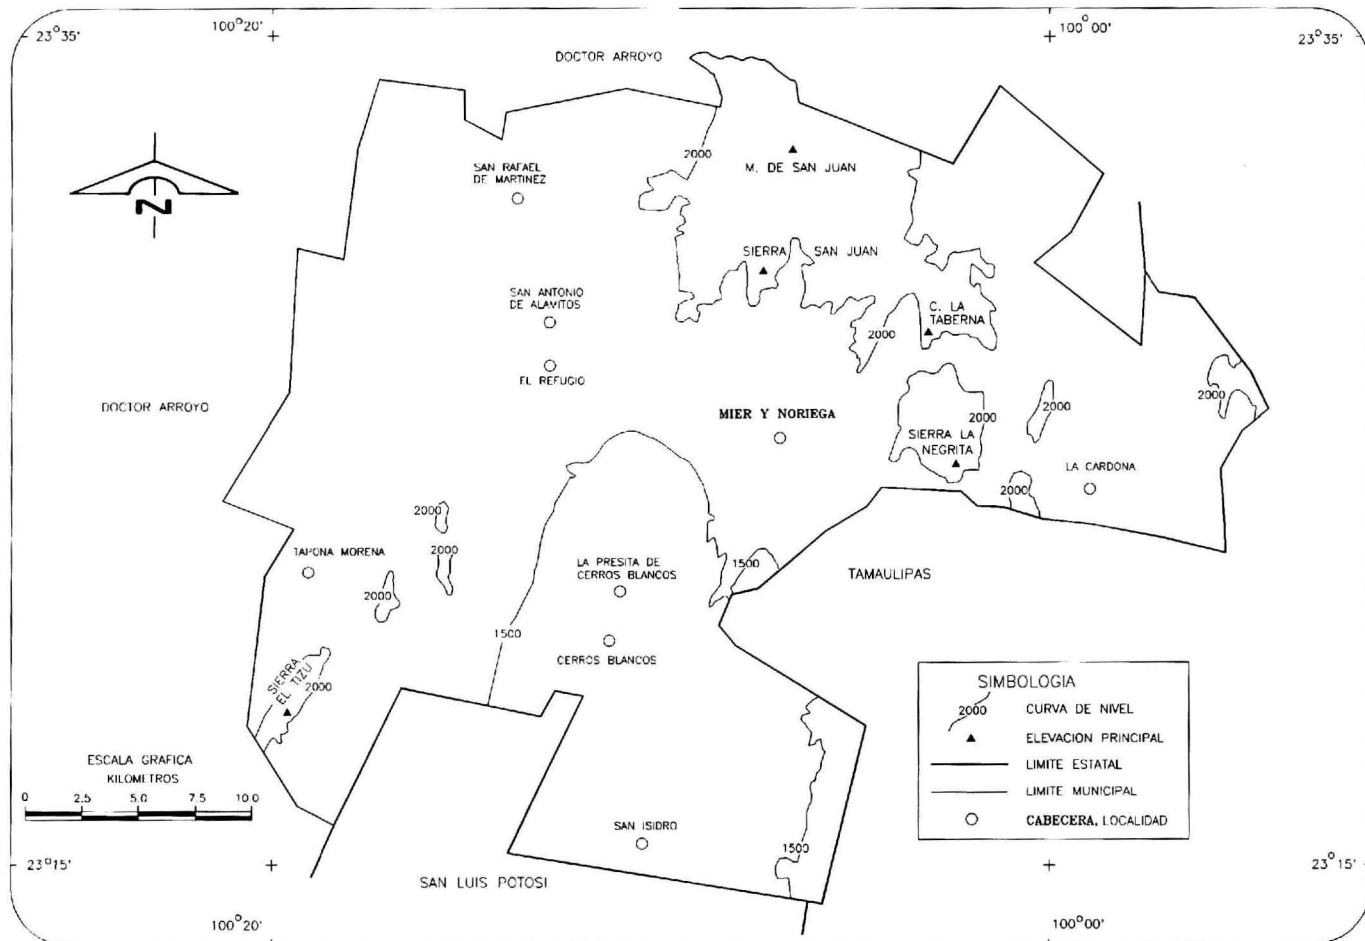 100°20'
100°00'
23°35'
23°35'
DOCTOR ARROYO
2000
M. DE SAN JUAN
SAN RAFAEL
DE MARTINEZ
N
SIERRA SAN JUAN
SAN ANTONIO
DE ALAMITOS
C. LA
TABERNA
2000
EL REFUGIO
DOCTOR ARROYO
MIER Y NORIEGA
2000
2000
2000
SIERRA LA
NEGRITA
LA CARDONA
2000
2000
2000
TAPONA MORENA
LA PRESITA DE
CERROS BLANCOS
1500
TAMAULIPAS
2000
1500
CERROS BLANCOS
SIERRA
EL TIZU
2000
SIMBOLOGIA
2000 CURVA DE NIVEL
ELEVACION PRINCIPAL
LIMITE ESTATAL
LIMITE MUNICIPAL
CABECERA, LOCALIDAD
ESCALA GRAFICA
KILOMETROS
0 2.5 5.0 7.5 10.0
SAN ISIDRO
1500
SAN LUIS POTOSI
23°15'
23°15'
100°20'
100°00'